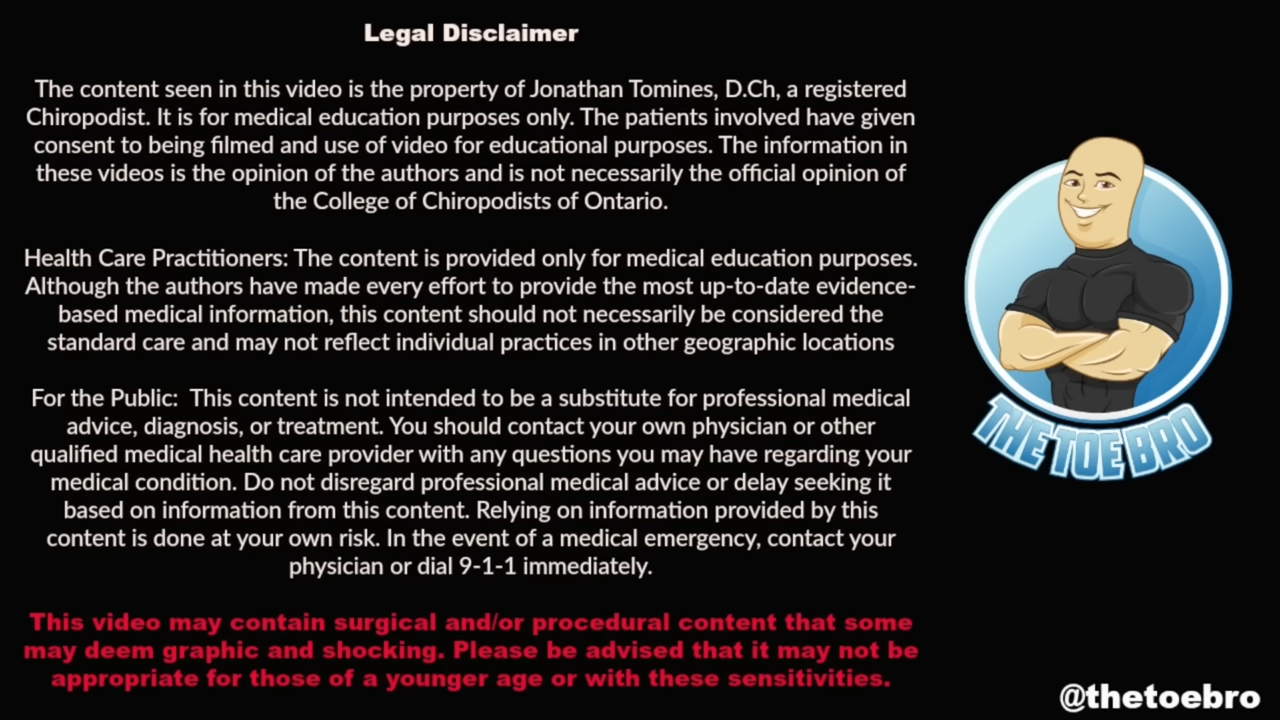 Legal Disclaimer
The content seen in this video is the property of Jonathan Tomines, D.Ch, a registered
Chiropodist. It is for medical education purposes only. The patients involved have given
consent to being filmed and use of video for educational purposes. The information in
these videos is the opinion of the authors and is not necessarily the official opinion of
the College of Chiropodists of Ontario.
Health Care Practitioners: The content is provided only for medical education purposes.
Although the authors have made every effort to provide the most up-to-date evidence-
based medical information, this content should not necessarily be considered the
standard care and may not reflect individual practices in other geographic locations
For the Public:  This content is not intended to be a substitute for professional medical
advice, diagnosis, or treatment. You should contact your own physician or other
qualified medical health care provider with any questions you may have regarding your
medical condition. Do not disregard professional medical advice or delay seeking it
based on information from this content. Relying on information provided by this
content is done at your own risk. In the event of a medical emergency, contact your
physician or dial 9-1-1 immediately.
This video may contain surgical and/or procedural content that some
may deem graphic and shocking. Please be advised that it may not be
appropriate for those of a younger age or with these sensitivities.
THE TOE BRO
@thetoebro